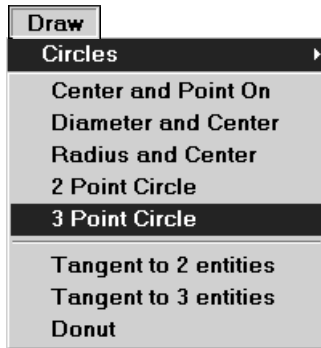 Draw
Circles
Center and Point On
Diameter and Center
Radius and Center
2 Point Circle
3 Point Circle
Tangent to 2 entities
Tangent to 3 entities
Donut